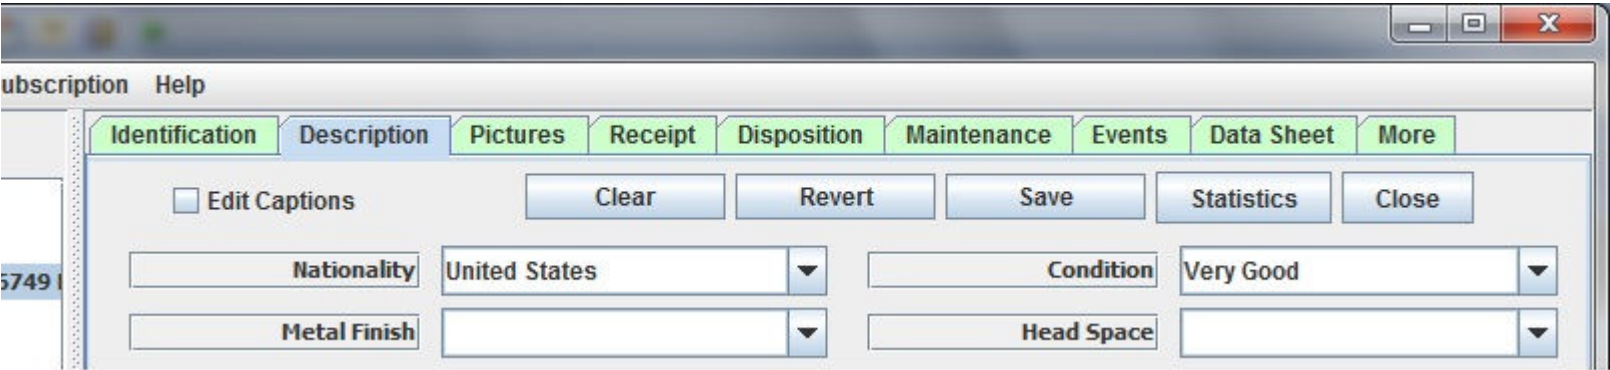 ubscription Help
Identification Description Pictures Receipt Disposition Maintenance Events Data Sheet More
Edit Captions Clear Revert Save Statistics Close
5749 Nationality United States Condition Very Good
Metal Finish Head Space